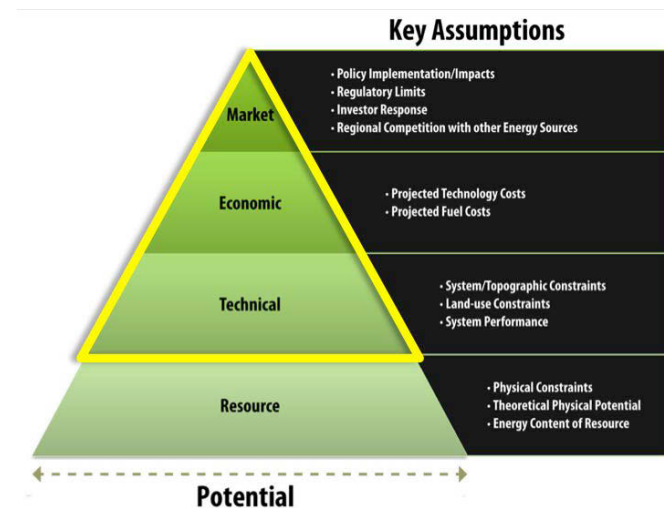 Key Assumptions
Market
• Policy Implementation/Impacts
• Regulatory Limits
• Investor Response
• Regional Competition with other Energy Sources
Economic
• Projected Technology Costs
• Projected Fuel Costs
Technical
• System/Topographic Constraints
• Land-use Constraints
• System Performance
Resource
• Physical Constraints
• Theoretical Physical Potential
• Energy Content of Resource
Potential